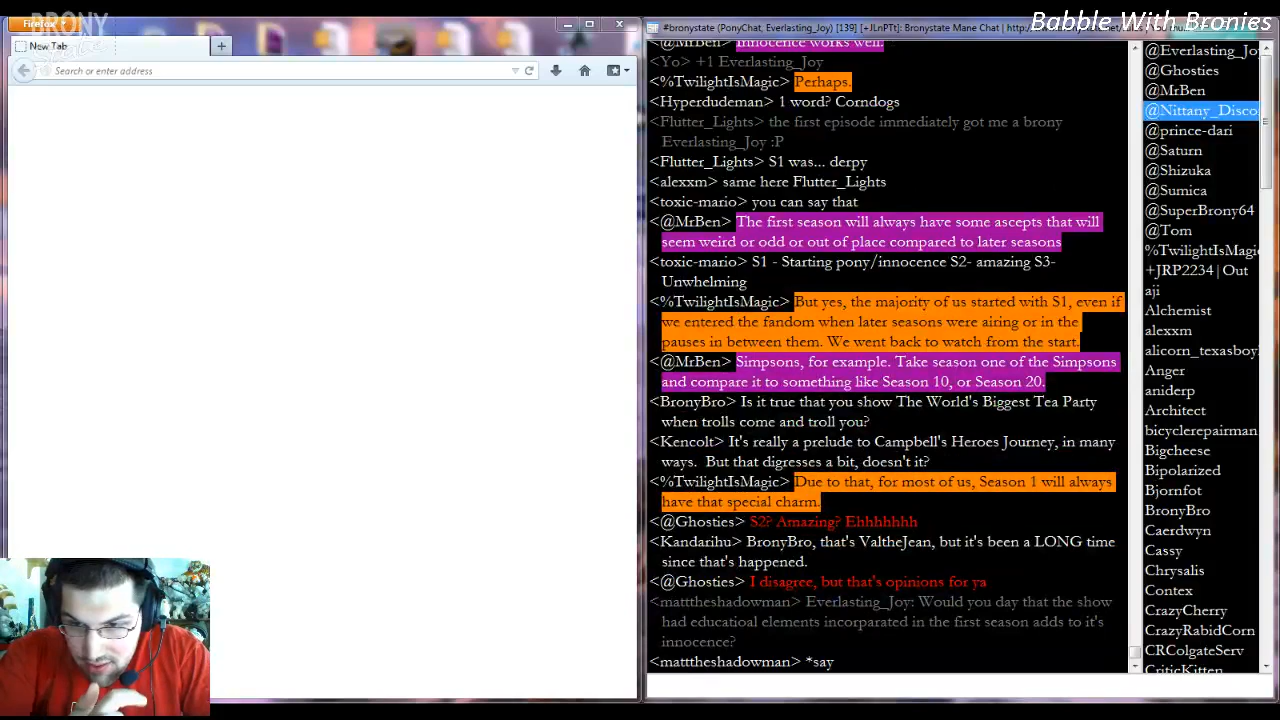 Firefox
BRONY
Babble With Bronies
#bronystate (PonyChat, Everlasting_Joy) [139] [+JLnPTt]: Bronystate Mane Chat | http://
New Tab
Search or enter address
<@MrBen> Innocence works well.
<Yo> +1 Everlasting_Joy
<%TwilightIsMagic> Perhaps.
<Hyperdudeman> 1 word? Corndogs
<Flutter_Lights> the first episode immediately got me a brony
Everlasting_Joy :P
<Flutter_Lights> S1 was... derpy
<alexxm> same here Flutter_Lights
<toxic-mario> you can say that
<@MrBen> The first season will always have some ascepts that will
seem weird or odd or out of place compared to later seasons
<toxic-mario> S1 - Starting pony/innocence S2- amazing S3-
Unwhelming
<%TwilightIsMagic> But yes, the majority of us started with S1, even if
we entered the fandom when later seasons were airing or in the
pauses in between them. We went back to watch from the start.
<@MrBen> Simpsons, for example. Take season one of the Simpsons
and compare it to something like Season 10, or Season 20.
<BronyBro> Is it true that you show The World's Biggest Tea Party
when trolls come and troll you?
<Kencolt> It's really a prelude to Campbell's Heroes Journey, in many
ways. But that digresses a bit, doesn't it?
<%TwilightIsMagic> Due to that, for most of us, Season 1 will always
have that special charm.
<@Ghosties> S2? Amazing? Ehhhhhhh
<Kandarihu> BronyBro, that's ValtheJean, but it's been a LONG time
since that's happened.
<@Ghosties> I disagree, but that's opinions for ya
<matttheshadowman> Everlasting_Joy: Would you day that the show
had educatioal elements incorparated in the first season adds to it's
innocence?
<matttheshadowman> *say
@Everlasting_Jo
@Ghosties
@MrBen
@Nittany_Disco
@prince-dari
@Saturn
@Shizuka
@Sumica
@SuperBrony64
@Tom
%TwilightIsMagic
+JRP2234|Out
aji
Alchemist
alexxm
alicorn_texasboy
Anger
aniderp
Architect
bicyclerepairman
Bigcheese
Bipolarized
Bjornfot
BronyBro
Caerdwyn
Cassy
Chrysalis
Contex
CrazyCherry
CrazyRabidCorn
CRColgateServ
CriticKitten